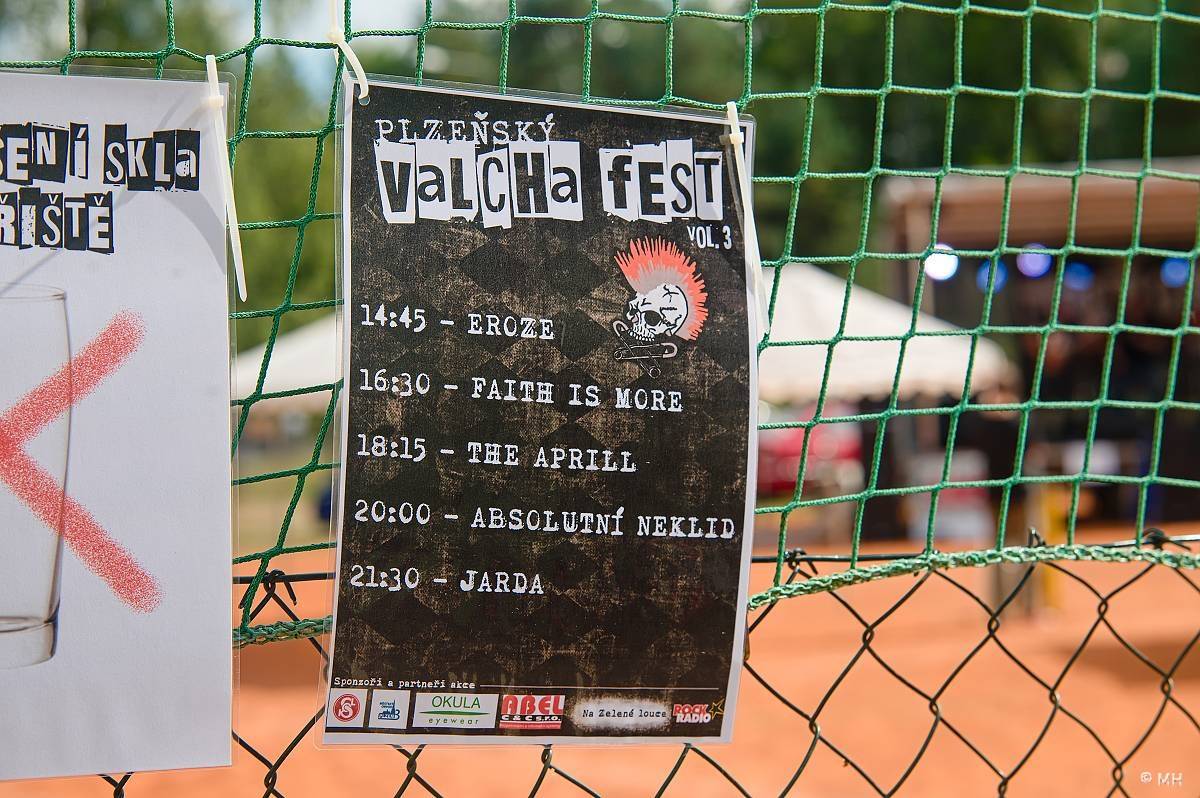 ŠENÍ SKLa
ŘIŠTĚ
PLZEŇSKÝ
VaLCHa fEST
VOL. 3
14:45 – EROZE
16:30 – FAITH IS MORE
18:15 – THE APRILL
20:00 – ABSOLUTNÍ NEKLID
21:30 – JARDA
Sponzoři a partneři akce
OKULA
eyewear
ABEL
C & C s.r.o.
Na Zelené louce
ROCK
RADIO
© MH